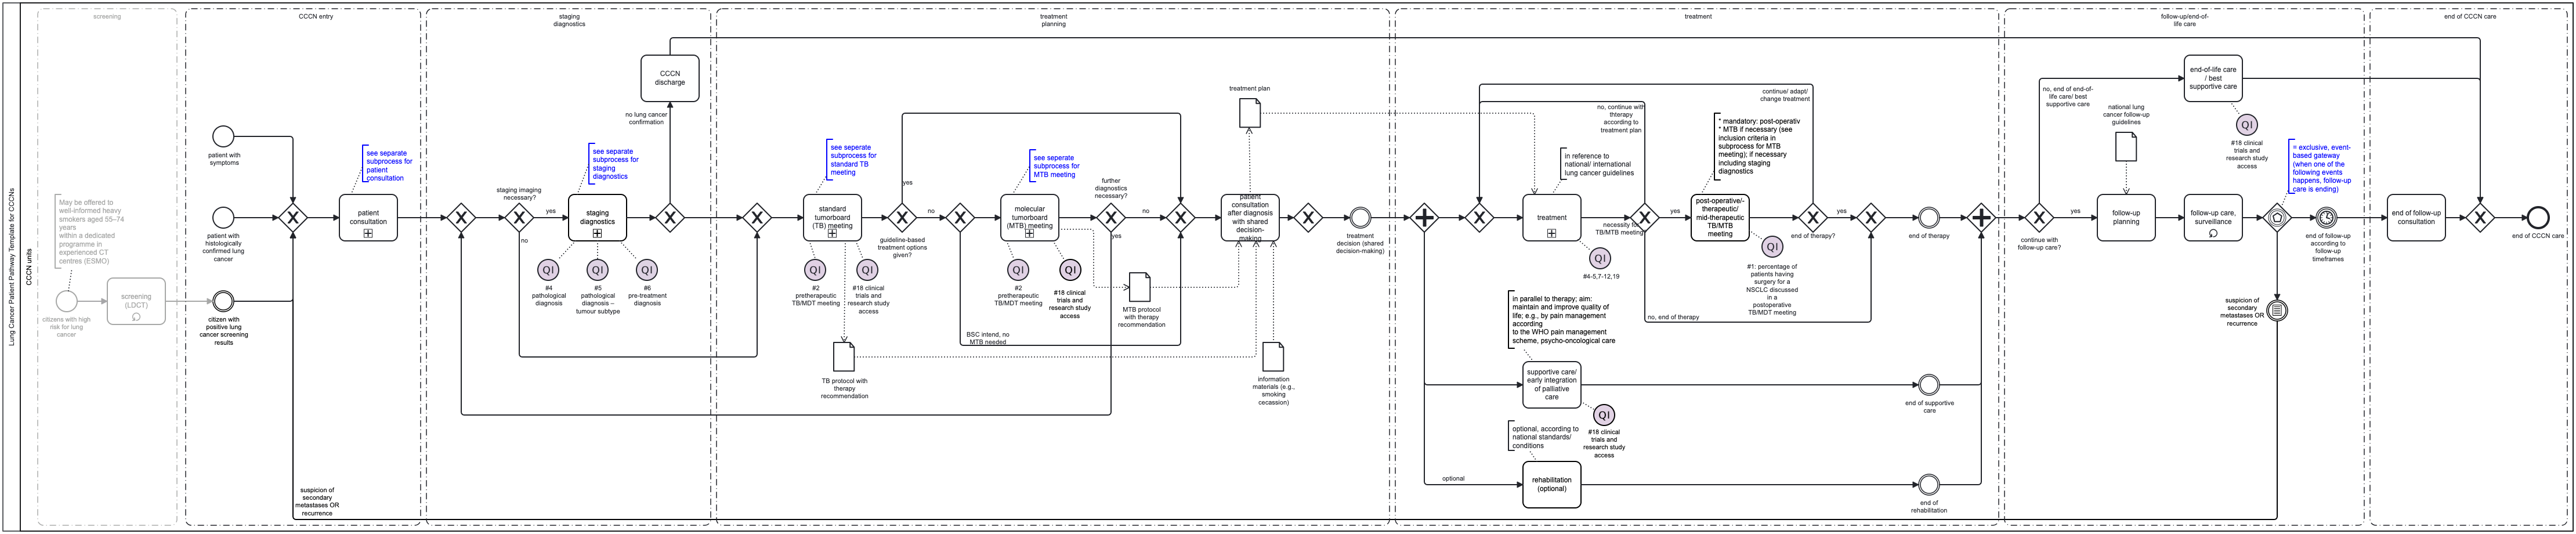 Lung Cancer Patient Pathway Template for CCCNs
CCCN units
screening
May be offered to
well-informed heavy
smokers aged 55–74
years
within a dedicated
programme in
experienced CT
centres (ESMO)
citizens with high
risk for lung
cancer
screening
(LDCT)
CCCN entry
patient with
symptoms
patient with
histologically
confirmed lung
cancer
citizen with
positive lung
cancer screening
results
see separate
subprocess for
patient
consultation
patient
consultation
suspicion of
secondary
metastases OR
recurrence
staging
diagnostics
staging imaging
necessary?
yes
no
see separate
subprocess for
staging
diagnostics
staging
diagnostics
QI
#4
pathological
diagnosis
QI
#5
pathological
diagnosis –
tumour subtype
QI
#6
pre-treatment
diagnosis
no lung cancer
confirmation
CCCN
discharge
treatment
planning
see seperate
subprocess for
standard TB
meeting
standard
tumorboard
(TB) meeting
QI
#2
pretherapeutic
TB/MDT meeting
QI
#18 clinical
trials and
research study
access
TB protocol with
therapy
recommendation
yes
guideline-based
treatment options
given?
no
see seperate
subprocess for
MTB meeting
molecular
tumorboard
(MTB) meeting
QI
#2
pretherapeutic
TB/MDT meeting
QI
#18 clinical
trials and
research study
access
BSC intend, no
MTB needed
further
diagnostics
necessary?
no
yes
MTB protocol
with therapy
recommendation
treatment plan
patient
consultation
after diagnosis
with shared
decision-
making
information
materials (e.g.,
smoking
cecassion)
treatment
decision (shared
decision-making)
treatment
in reference to
national/ international
lung cancer guidelines
treatment
QI
#4-5,7-12,19
no, continue with
thterapy
according to
treatment plan
necessity for
TB/MTB meeting
yes
no, end of therapy
* mandatory: post-operativ
* MTB if necessary (see
inclusion criteria in
subprocess for MTB
meeting); if necessary
including staging
diagnostics
post-operative/-
therapeutic/
mid-therapeutic
TB/MTB
meeting
QI
#1: percentage of
patients having
surgery for a
NSCLC discussed
in a
postoperative
TB/MDT meeting
continue/ adapt/
change treatment
end of therapy?
yes
end of therapy
in parallel to therapy; aim:
maintain and improve quality of
life; e.g., by pain management
according
to the WHO pain management
scheme, psycho-oncological care
supportive care/
early integration
of palliative
care
QI
#18 clinical
trials and
research study
access
end of supportive
care
optional
optional, according to
national standards/
conditions
rehabilitation
(optional)
end of
rehabilitation
follow-up/end-of-
life care
continue with
follow-up care?
no, end of end-of-
life care/ best
supportive care
yes
national lung
cancer follow-up
guidelines
follow-up
planning
end-of-life care
/ best
supportive care
QI
#18 clinical
trials and
research study
access
follow-up care,
surveillance
= exclusive, event-
based gateway
(when one of the
following events
happens, follow-up
care is ending)
end of follow-up
according to
follow-up
timeframes
suspicion of
secondary
metastases OR
recurrence
end of CCCN care
end of follow-up
consultation
end of CCCN care